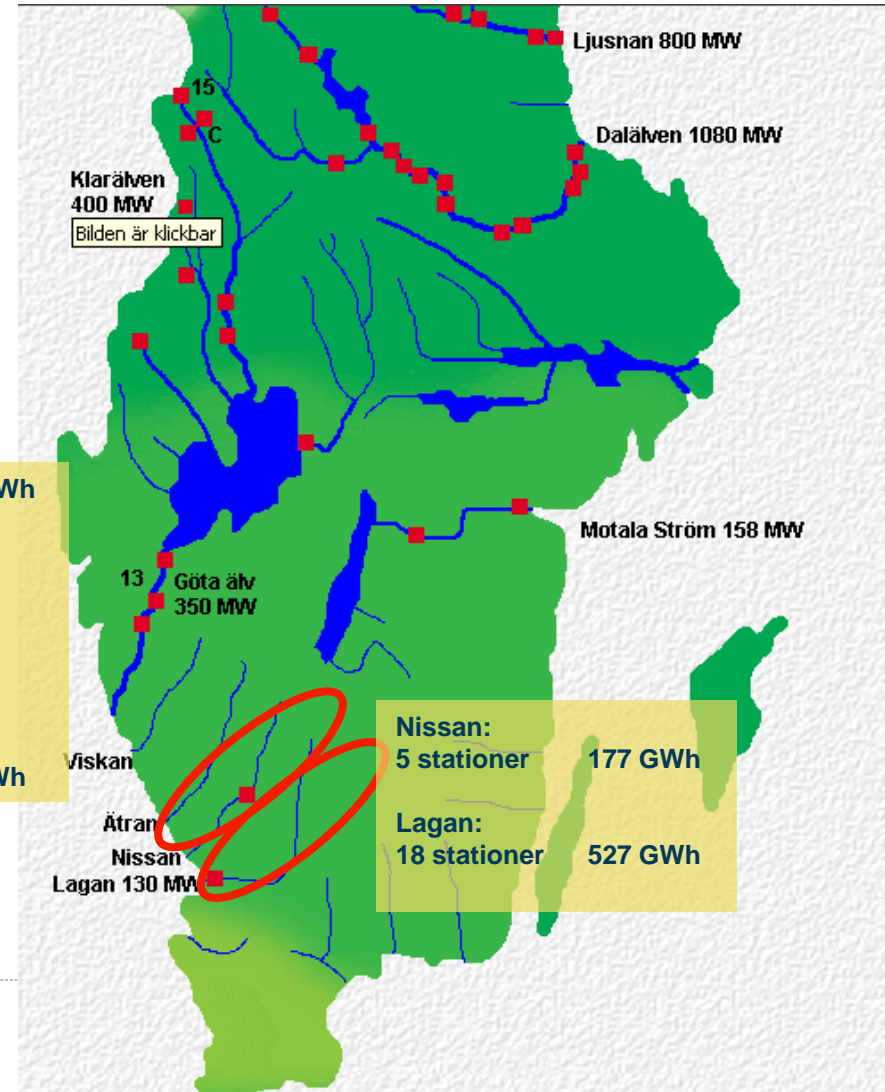 Ljusnan 800 MW
15
C
Dalälven 1080 MW
Klarälven
400 MW
Bilden är klickbar
Wh
Motala Ström 158 MW
13
Göta älv
350 MW
Wh
Viskan
Ätran
Nissan
Lagan 130 MW
Nissan:
5 stationer 177 GWh
Lagan:
18 stationer 527 GWh